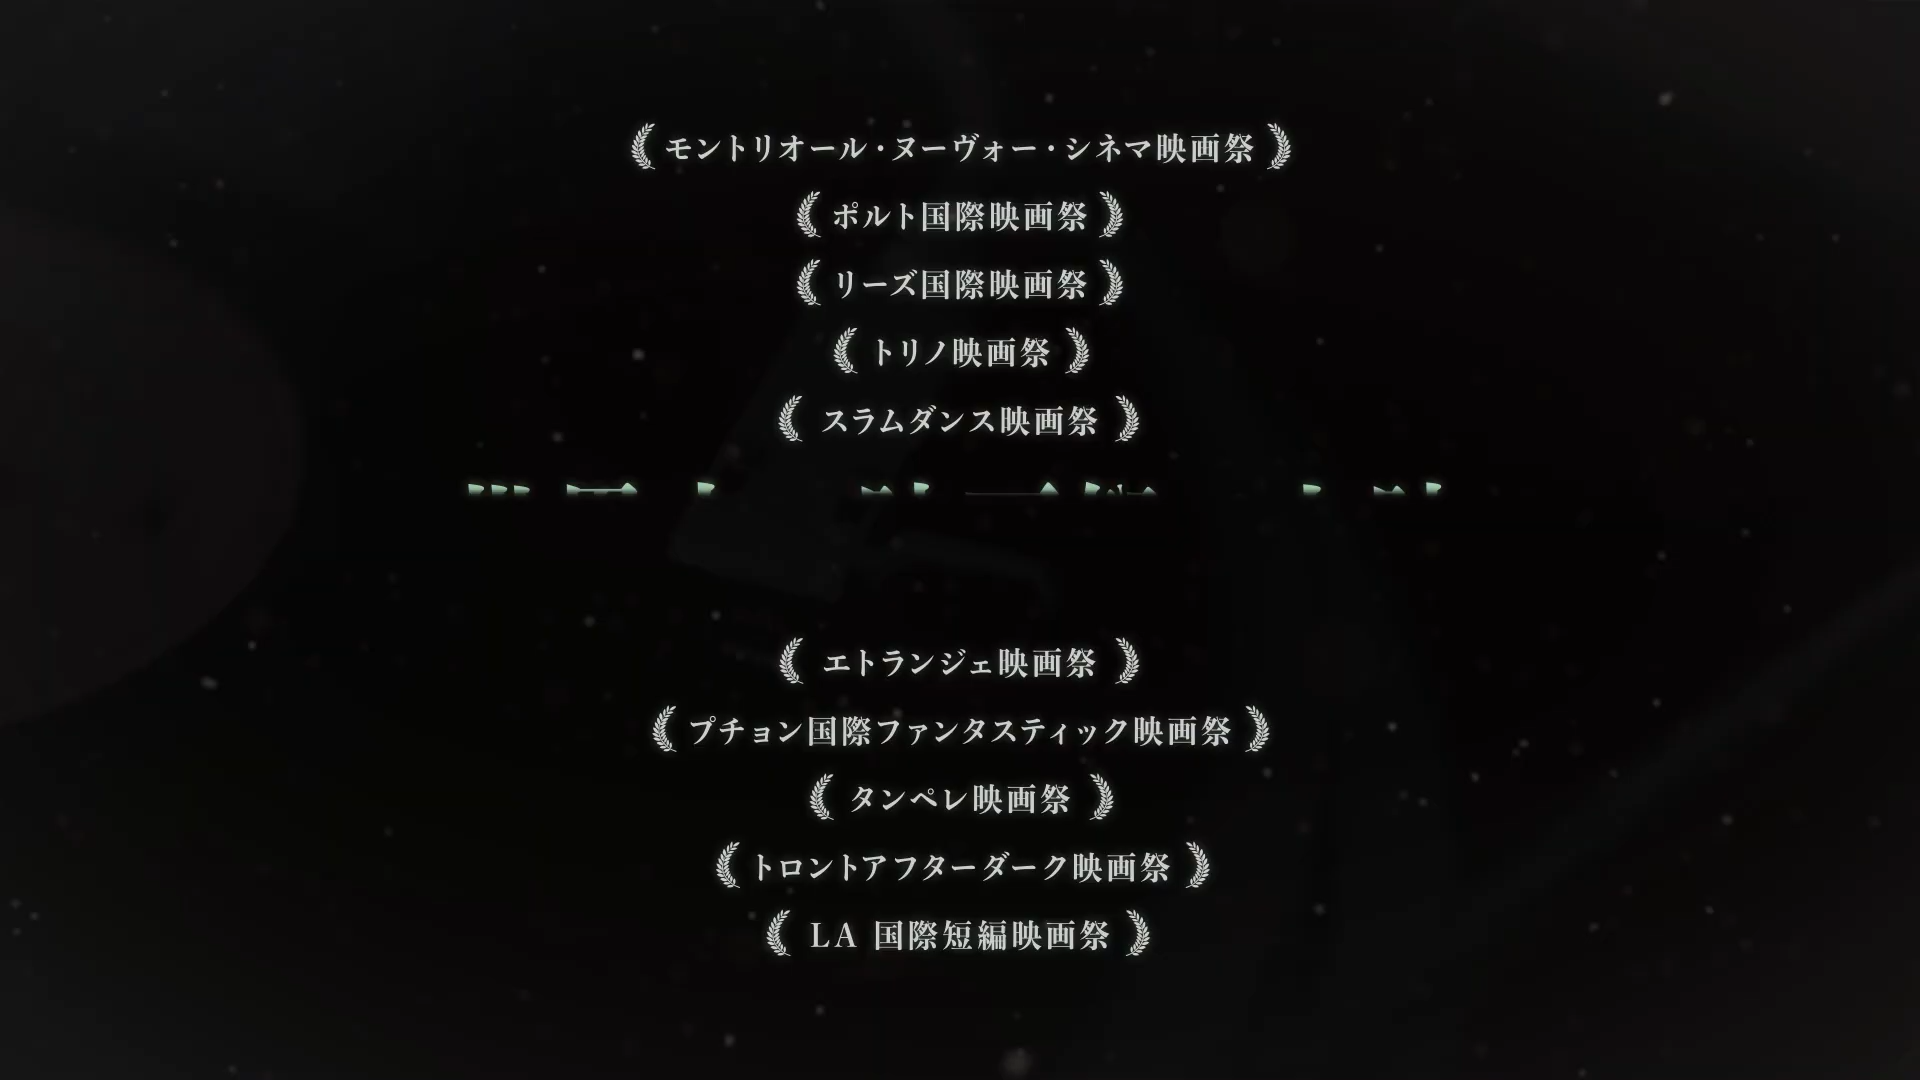 モントリオール・ヌーヴォー・シネマ映画祭
ポルト国際映画祭
リーズ国際映画祭
トリノ映画祭
スラムダンス映画祭
エトランジェ映画祭
プチョン国際ファンタスティック映画祭
タンペレ映画祭
トロントアフターダーク映画祭
LA 国際短編映画祭